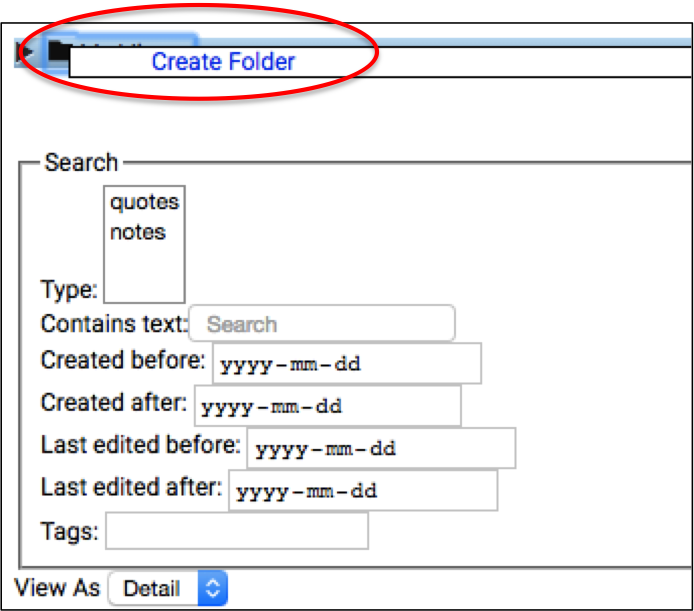 Create Folder
Search
quotes
notes
Type:
Contains text: Search
Created before: yyyy-mm-dd
Created after: yyyy-mm-dd
Last edited before: yyyy-mm-dd
Last edited after: yyyy-mm-dd
Tags:
View As Detail